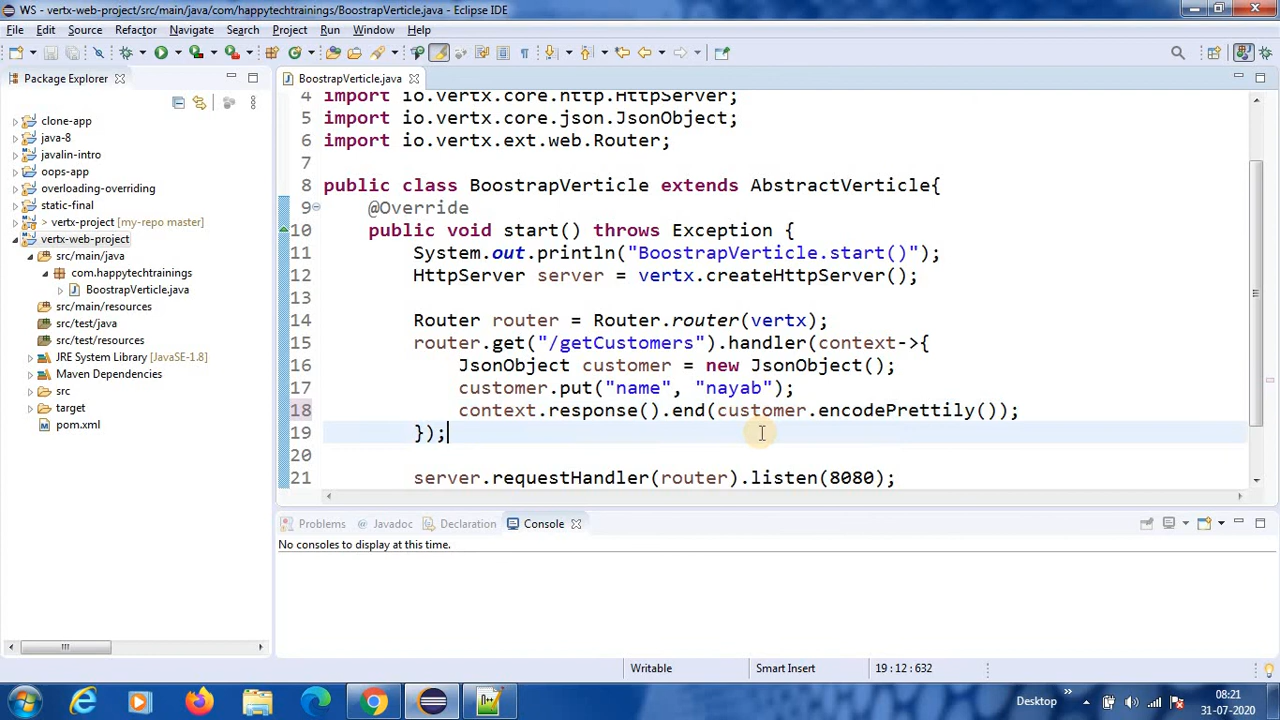 WS - vertx-web-project/src/main/java/com/happytechtrainings/BoostrapVerticle.java - Eclipse IDE
File Edit Source Refactor Navigate Search Project Run Window Help
Package Explorer
BoostrapVerticle.java
clone-app
java-8
javalin-intro
oops-app
overloading-overriding
static-final
> vertx-project [my-repo master]
vertx-web-project
src/main/java
com.happytechtrainings
BoostrapVerticle.java
src/main/resources
src/test/java
src/test/resources
JRE System Library [JavaSE-1.8]
Maven Dependencies
src
target
pom.xml
4 import io.vertx.core.http.HttpServer;
5 import io.vertx.core.json.JsonObject;
6 import io.vertx.ext.web.Router;
7
8 public class BoostrapVerticle extends AbstractVerticle{
9 @Override
10 public void start() throws Exception {
11 System.out.println("BoostrapVerticle.start()");
12 HttpServer server = vertx.createHttpServer();
13
14 Router router = Router.router(vertx);
15 router.get("/getCustomers").handler(context->{
16 JsonObject customer = new JsonObject();
17 customer.put("name", "nayab");
18 context.response().end(customer.encodePrettily());
19 });
20
21 server.requestHandler(router).listen(8080);
Problems @ Javadoc Declaration Console
No consoles to display at this time.
Writable Smart Insert 19 : 12 : 632
Desktop » 08:21
31-07-2020